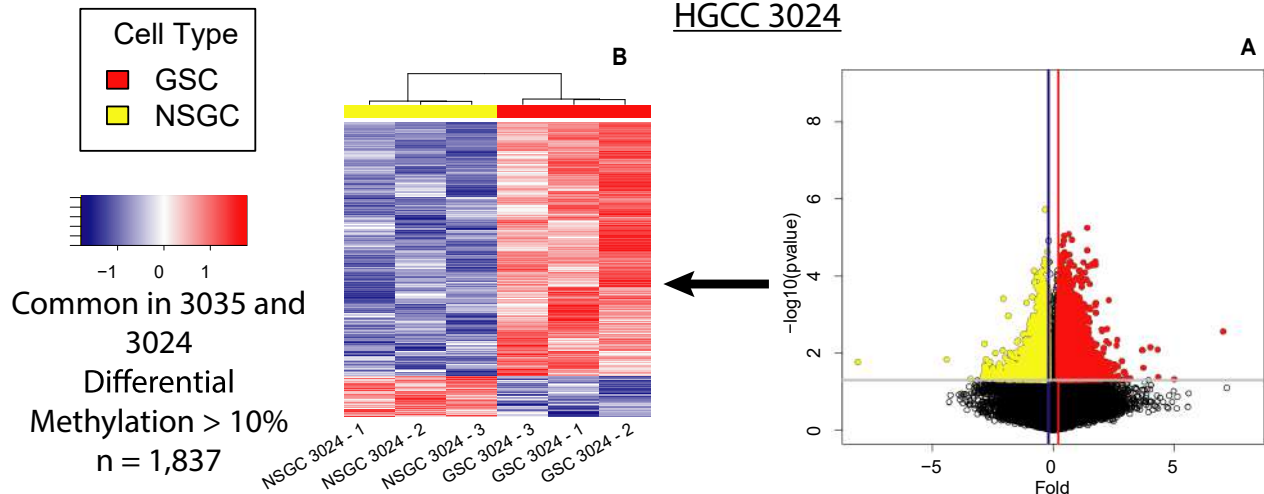 HGCC 3024
Cell Type
GSC
NSGC
B
A
−1 0 1
Common in 3035 and
3024
Differential
Methylation > 10%
n = 1,837
NSGC 3024 - 1
NSGC 3024 - 2
NSGC 3024 - 3
GSC 3024 - 3
GSC 3024 - 1
GSC 3024 - 2
−log10(pvalue)
8
6
4
2
0
−5 0 5
Fold